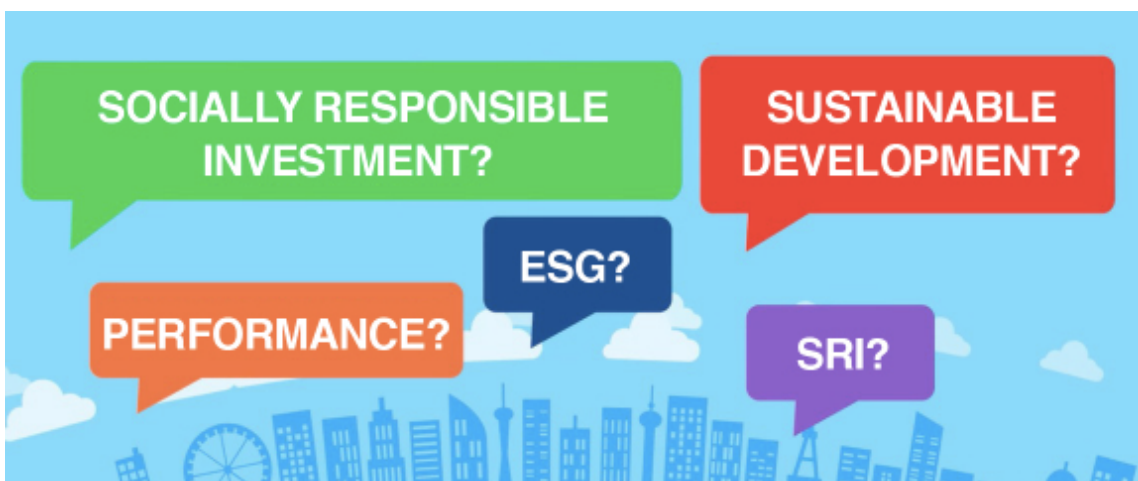 SOCIALLY RESPONSIBLE
INVESTMENT?
SUSTAINABLE
DEVELOPMENT?
ESG?
PERFORMANCE?
SRI?